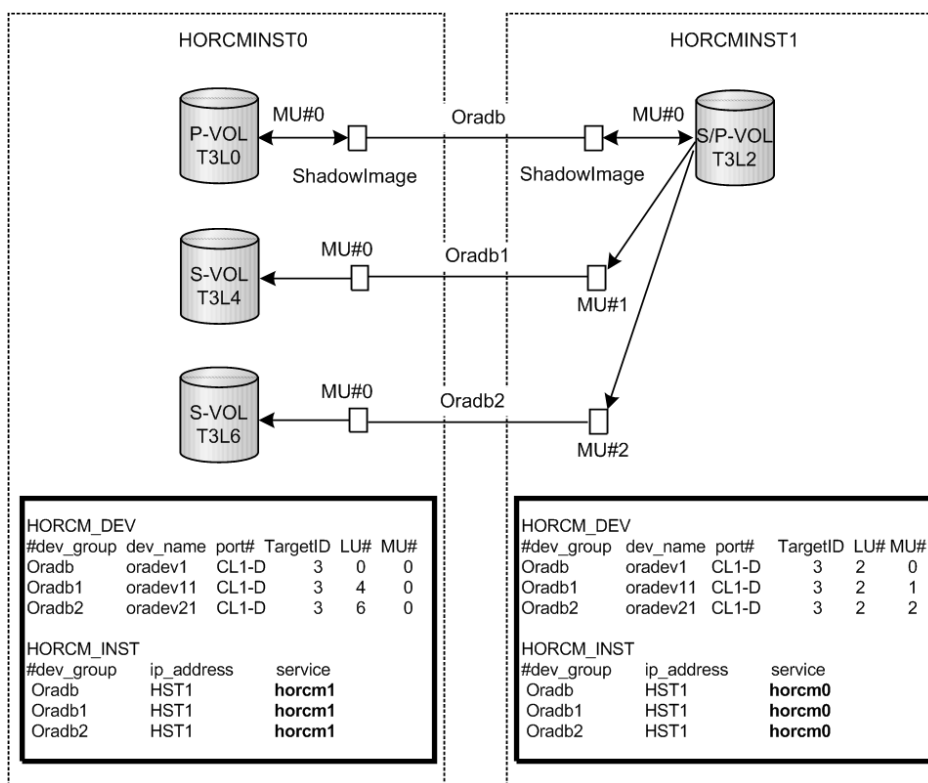 HORCMINST0
HORCMINST1
P-VOL
T3L0
MU#0
ShadowImage
Oradb
ShadowImage
MU#0
S/P-VOL
T3L2
S-VOL
T3L4
MU#0
Oradb1
MU#1
S-VOL
T3L6
MU#0
Oradb2
MU#2
HORCM_DEV
#dev_group dev_name port# TargetID LU# MU#
Oradb oradev1 CL1-D 3 0 0
Oradb1 oradev11 CL1-D 3 4 0
Oradb2 oradev21 CL1-D 3 6 0
HORCM_INST
#dev_group ip_address service
Oradb HST1 horcm1
Oradb1 HST1 horcm1
Oradb2 HST1 horcm1
HORCM_DEV
#dev_group dev_name port# TargetID LU# MU#
Oradb oradev1 CL1-D 3 2 0
Oradb1 oradev11 CL1-D 3 2 1
Oradb2 oradev21 CL1-D 3 2 2
HORCM_INST
#dev_group ip_address service
Oradb HST1 horcm0
Oradb1 HST1 horcm0
Oradb2 HST1 horcm0